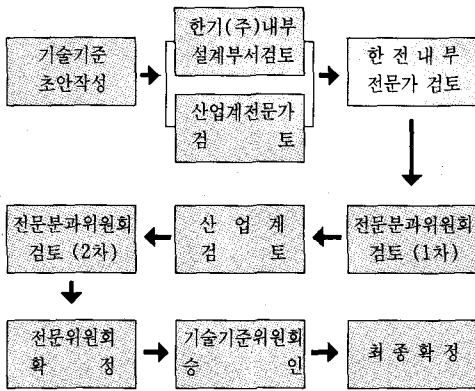 기술기준
초안작성
한기(주)내부
설계부서검토
산업계전문가
검 토
한전내부
전문가 검토
전문분과위원회
검토(1차)
산 업 계
검 토
전문분과위원회
검토(2차)
전문위원회
확 정
기술기준위원회
승 인
최 종 확 정